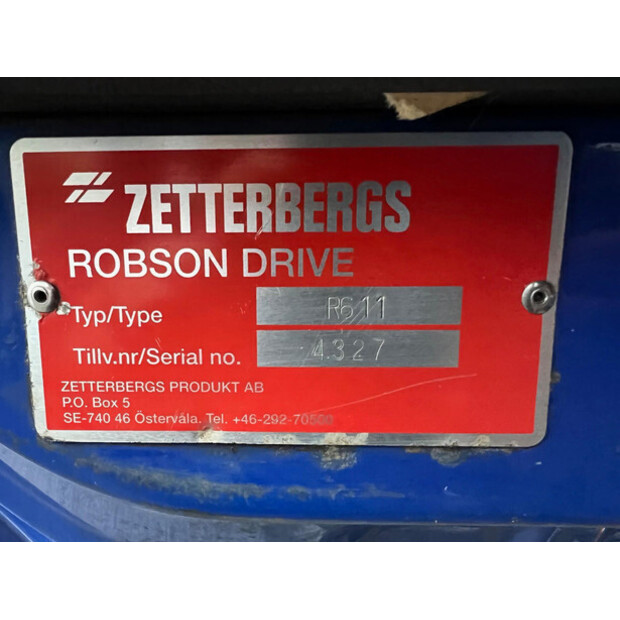 ZETTERBERGS
ROBSON DRIVE
Typ/Type R611
Tillv.nr/Serial no. 4327
ZETTERBERGS PRODUKT AB
P.O. Box 5
SE-740 46 Östervåla. Tel. +46-292-70500